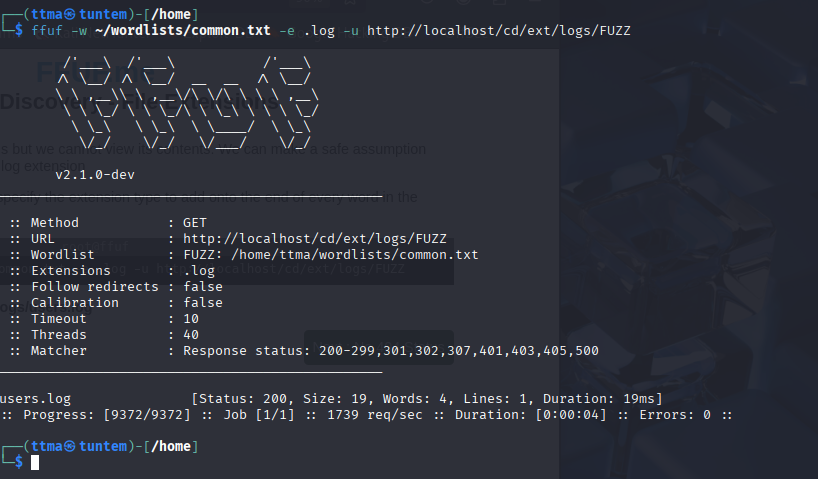 ┌──(ttma㉿tuntem)-[/home]
└─$ ffuf -w ~/wordlists/common.txt -e .log -u http://localhost/cd/ext/logs/FUZZ
v2.1.0-dev
:: Method : GET
:: URL : http://localhost/cd/ext/logs/FUZZ
:: Wordlist : FUZZ: /home/ttma/wordlists/common.txt
:: Extensions : .log
:: Follow redirects : false
:: Calibration : false
:: Timeout : 10
:: Threads : 40
:: Matcher : Response status: 200-299,301,302,307,401,403,405,500
users.log [Status: 200, Size: 19, Words: 4, Lines: 1, Duration: 19ms]
:: Progress: [9372/9372] :: Job [1/1] :: 1739 req/sec :: Duration: [0:00:04] :: Errors: 0 ::
┌──(ttma㉿tuntem)-[/home]
└─$